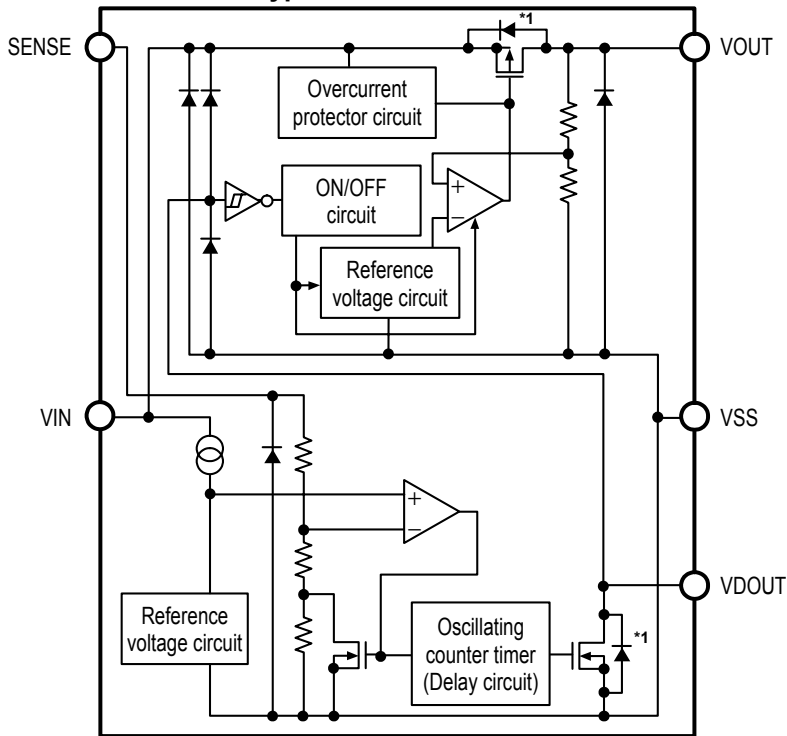 SENSE
*1
VOUT
Overcurrent
protector circuit
ON/OFF
circuit
+
−
Reference
voltage circuit
VIN
VSS
+
−
VDOUT
Reference
voltage circuit
Oscillating
counter timer
(Delay circuit)
*1